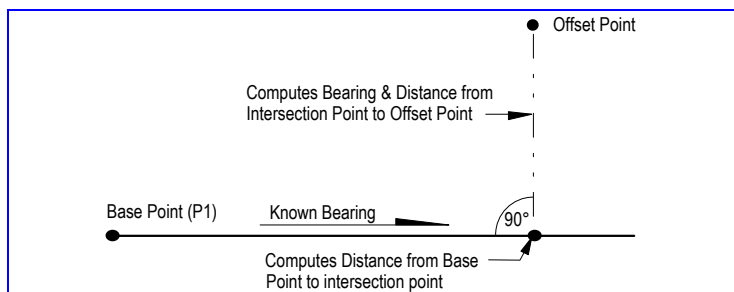 Offset Point
Computes Bearing & Distance from
Intersection Point to Offset Point
Base Point (P1)
Known Bearing
90°
Computes Distance from Base
Point to intersection point